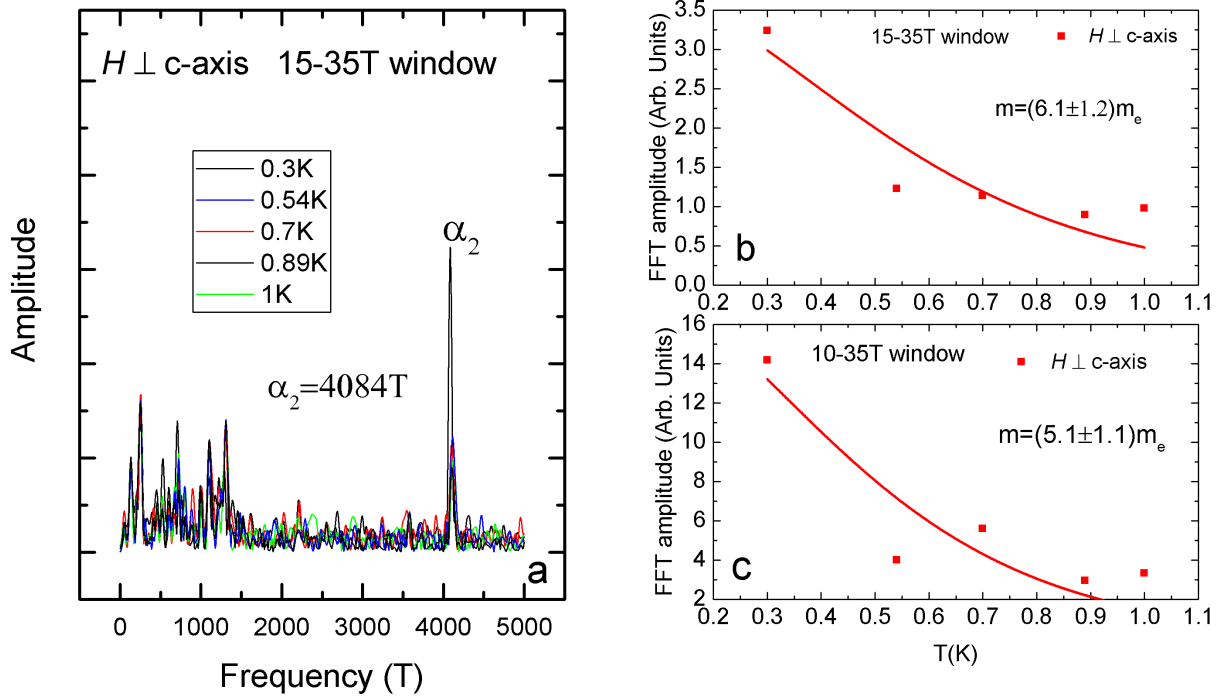 H ⊥ c-axis 15-35T window
0.3K
0.54K
0.7K
0.89K
1K
α₂
α₂=4084T
a
Amplitude
0 1000 2000 3000 4000 5000
Frequency (T)
3.5
3.0
2.5
2.0
1.5
1.0
0.5
0.0
FFT amplitude (Arb. Units)
15-35T window H ⊥ c-axis
m=(6.1±1.2)mₑ
b
0.2 0.3 0.4 0.5 0.6 0.7 0.8 0.9 1.0 1.1
16
14
12
10
8
6
4
2
FFT amplitude (Arb. Units)
10-35T window H ⊥ c-axis
m=(5.1±1.1)mₑ
c
0.2 0.3 0.4 0.5 0.6 0.7 0.8 0.9 1.0 1.1
T(K)